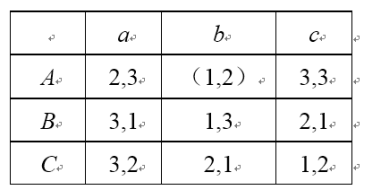 a b c
A 2,3 （1,2） 3,3
B 3,1 1,3 2,1
C 3,2 2,1 1,2